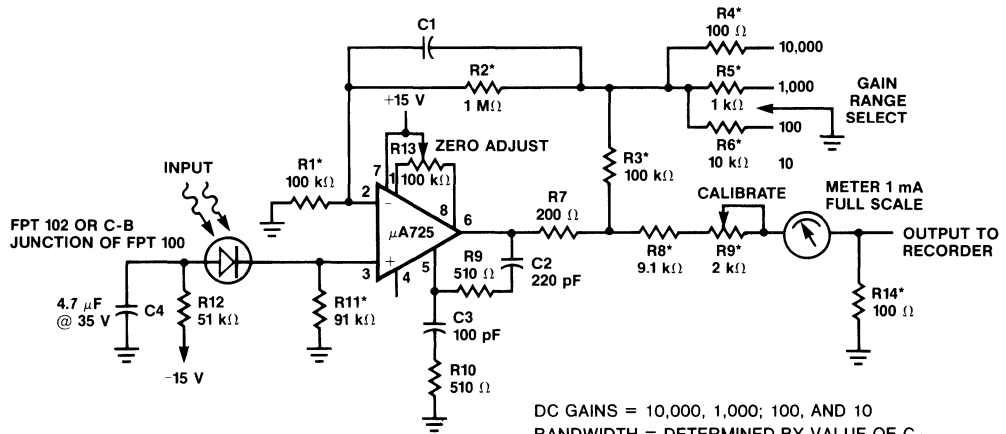 C1
R2*
1 MΩ
R4*
100 Ω
10,000
R5*
1 kΩ
1,000
R6*
10 kΩ
100
10
GAIN
RANGE
SELECT
+15 V
R13
100 kΩ
ZERO ADJUST
7
1
2
8
6
3
4
5
−
+
μA725
INPUT
R1*
100 kΩ
FPT 102 OR C-B
JUNCTION OF FPT 100
4.7 μF
@ 35 V
C4
R12
51 kΩ
−15 V
R11*
91 kΩ
R3*
100 kΩ
R7
200 Ω
R9
510 Ω
C2
220 pF
C3
100 pF
R10
510 Ω
CALIBRATE
R8*
9.1 kΩ
R9*
2 kΩ
METER 1 mA
FULL SCALE
OUTPUT TO
RECORDER
R14*
100 Ω
DC GAINS = 10,000, 1,000; 100, AND 10
BANDWIDTH = DETERMINED BY VALUE OF C